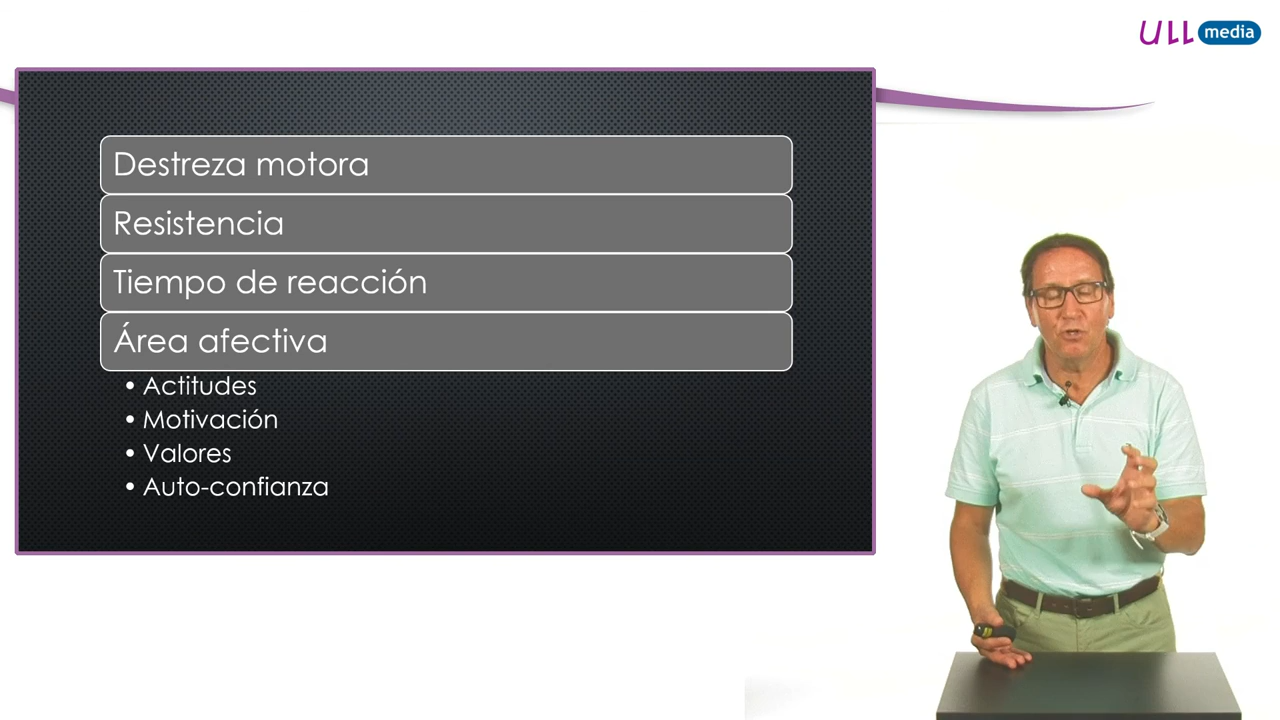 ULL media
Destreza motora
Resistencia
Tiempo de reacción
Área afectiva
• Actitudes
• Motivación
• Valores
• Auto-confianza